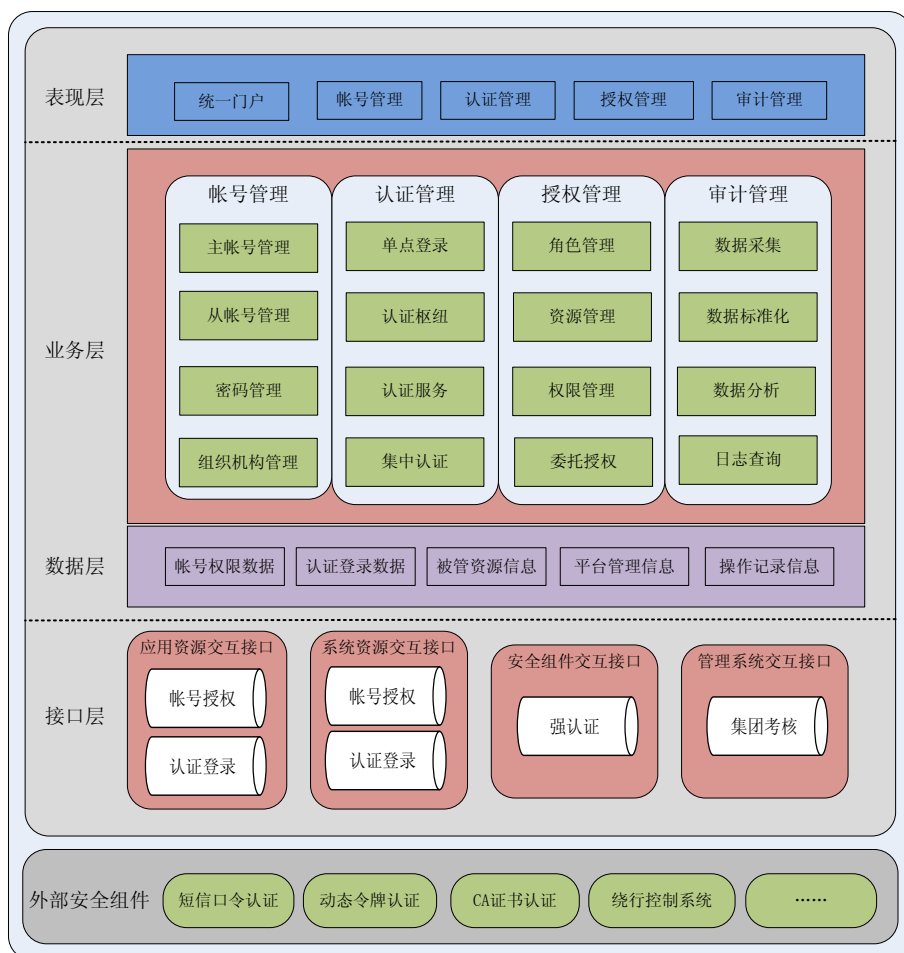 表现层
统一门户
帐号管理
认证管理
授权管理
审计管理
业务层
帐号管理
主帐号管理
从帐号管理
密码管理
组织机构管理
认证管理
单点登录
认证枢纽
认证服务
集中认证
授权管理
角色管理
资源管理
权限管理
委托授权
审计管理
数据采集
数据标准化
数据分析
日志查询
数据层
帐号权限数据
认证登录数据
被管资源信息
平台管理信息
操作记录信息
接口层
应用资源交互接口
帐号授权
认证登录
系统资源交互接口
帐号授权
认证登录
安全组件交互接口
强认证
管理系统交互接口
集团考核
外部安全组件
短信口令认证
动态令牌认证
CA证书认证
绕行控制系统
……